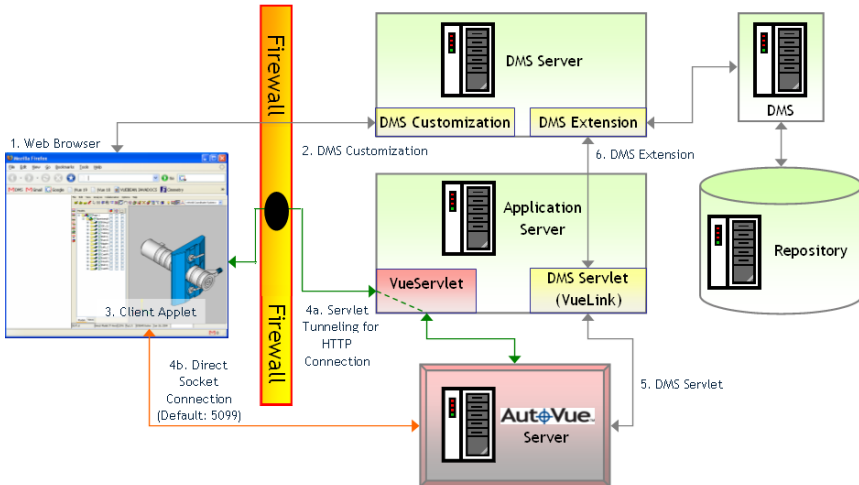 Firewall
DMS Server
DMS Customization
DMS Extension
DMS
1. Web Browser
2. DMS Customization
6. DMS Extension
Mozilla Firefox
Application
Server
Repository
VueServlet
DMS Servlet
(VueLink)
3. Client Applet
Firewall
4a. Servlet
Tunneling for
HTTP
Connection
4b. Direct
Socket
Connection
(Default: 5099)
5. DMS Servlet
AutoVue
Server